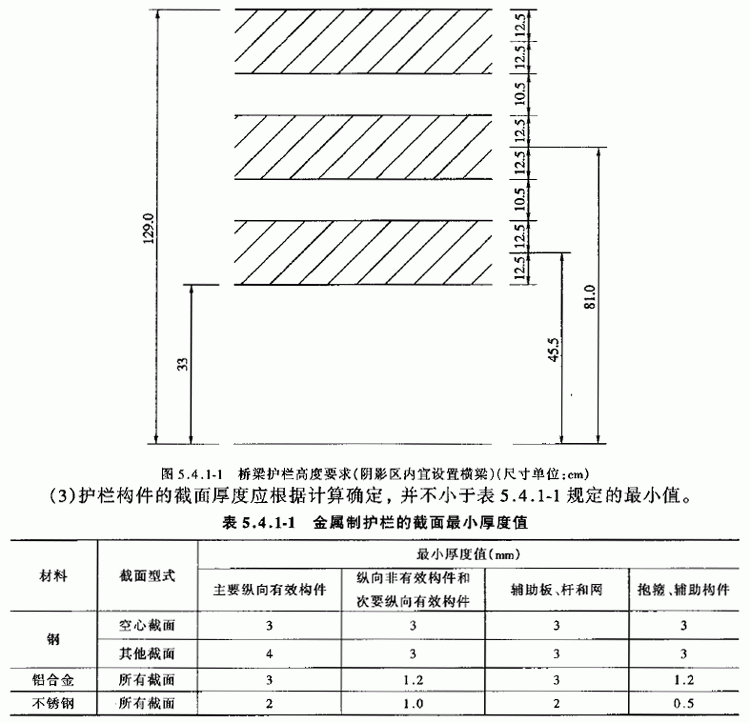 12.5
12.5
10.5
12.5
12.5
10.5
12.5
12.5
129.0
33
81.0
45.5
图 5.4.1-1 桥梁护栏高度要求(阴影区内宜设置横梁)(尺寸单位:cm)
(3)护栏构件的截面厚度应根据计算确定,并不小于表 5.4.1-1 规定的最小值。
表 5.4.1-1 金属制护栏的截面最小厚度值
材料 截面型式 最小厚度值(mm)
主要纵向有效构件 纵向非有效构件和 辅助板、杆和网 抱箍、辅助构件
次要纵向有效构件
钢 空心截面 3 3 3 3
其他截面 4 3 3 3
铝合金 所有截面 3 1.2 3 1.2
不锈钢 所有截面 2 1.0 2 0.5